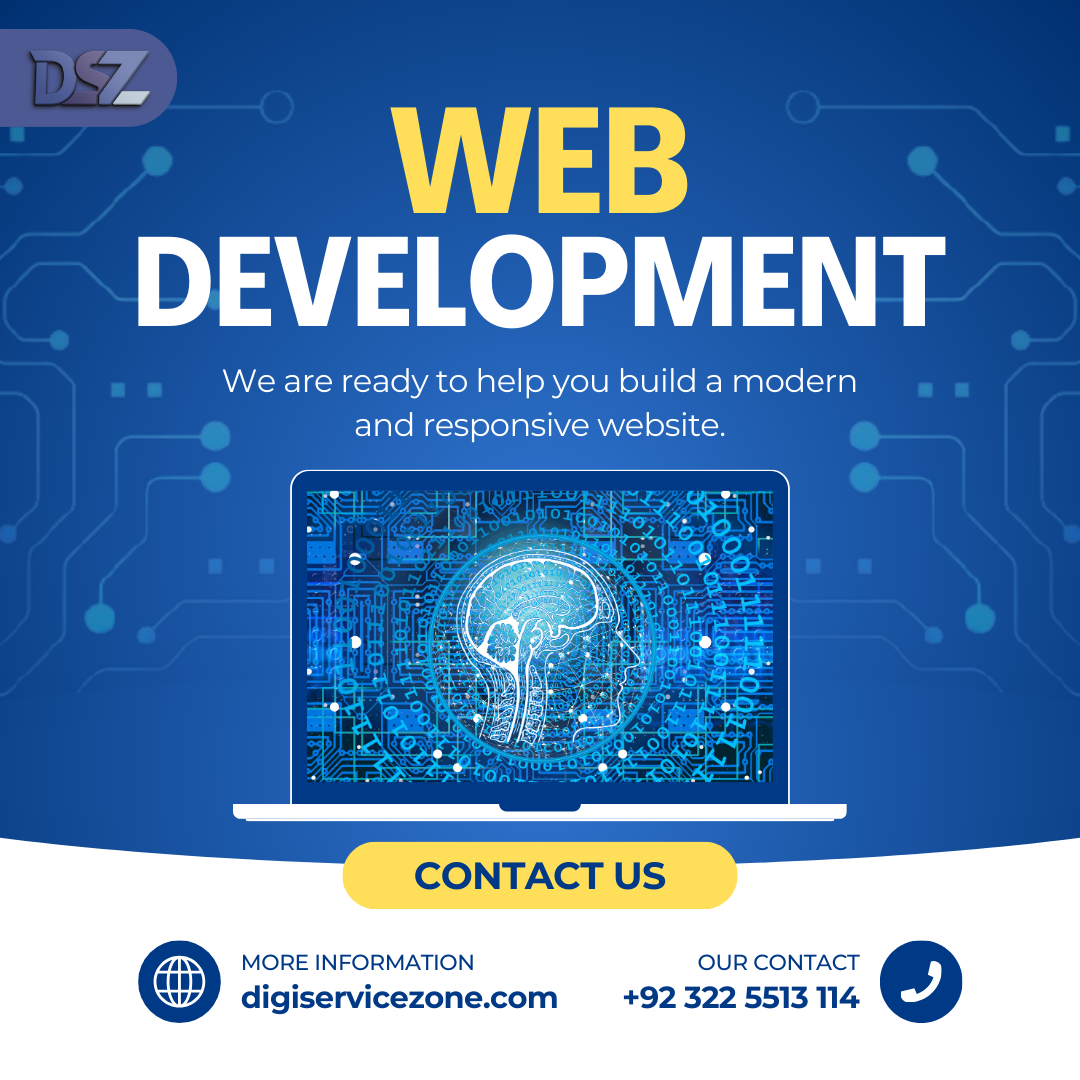 DSZ
WEB
DEVELOPMENT
We are ready to help you build a modern
and responsive website.
CONTACT US
MORE INFORMATION
digiservicezone.com
OUR CONTACT
+92 322 5513 114